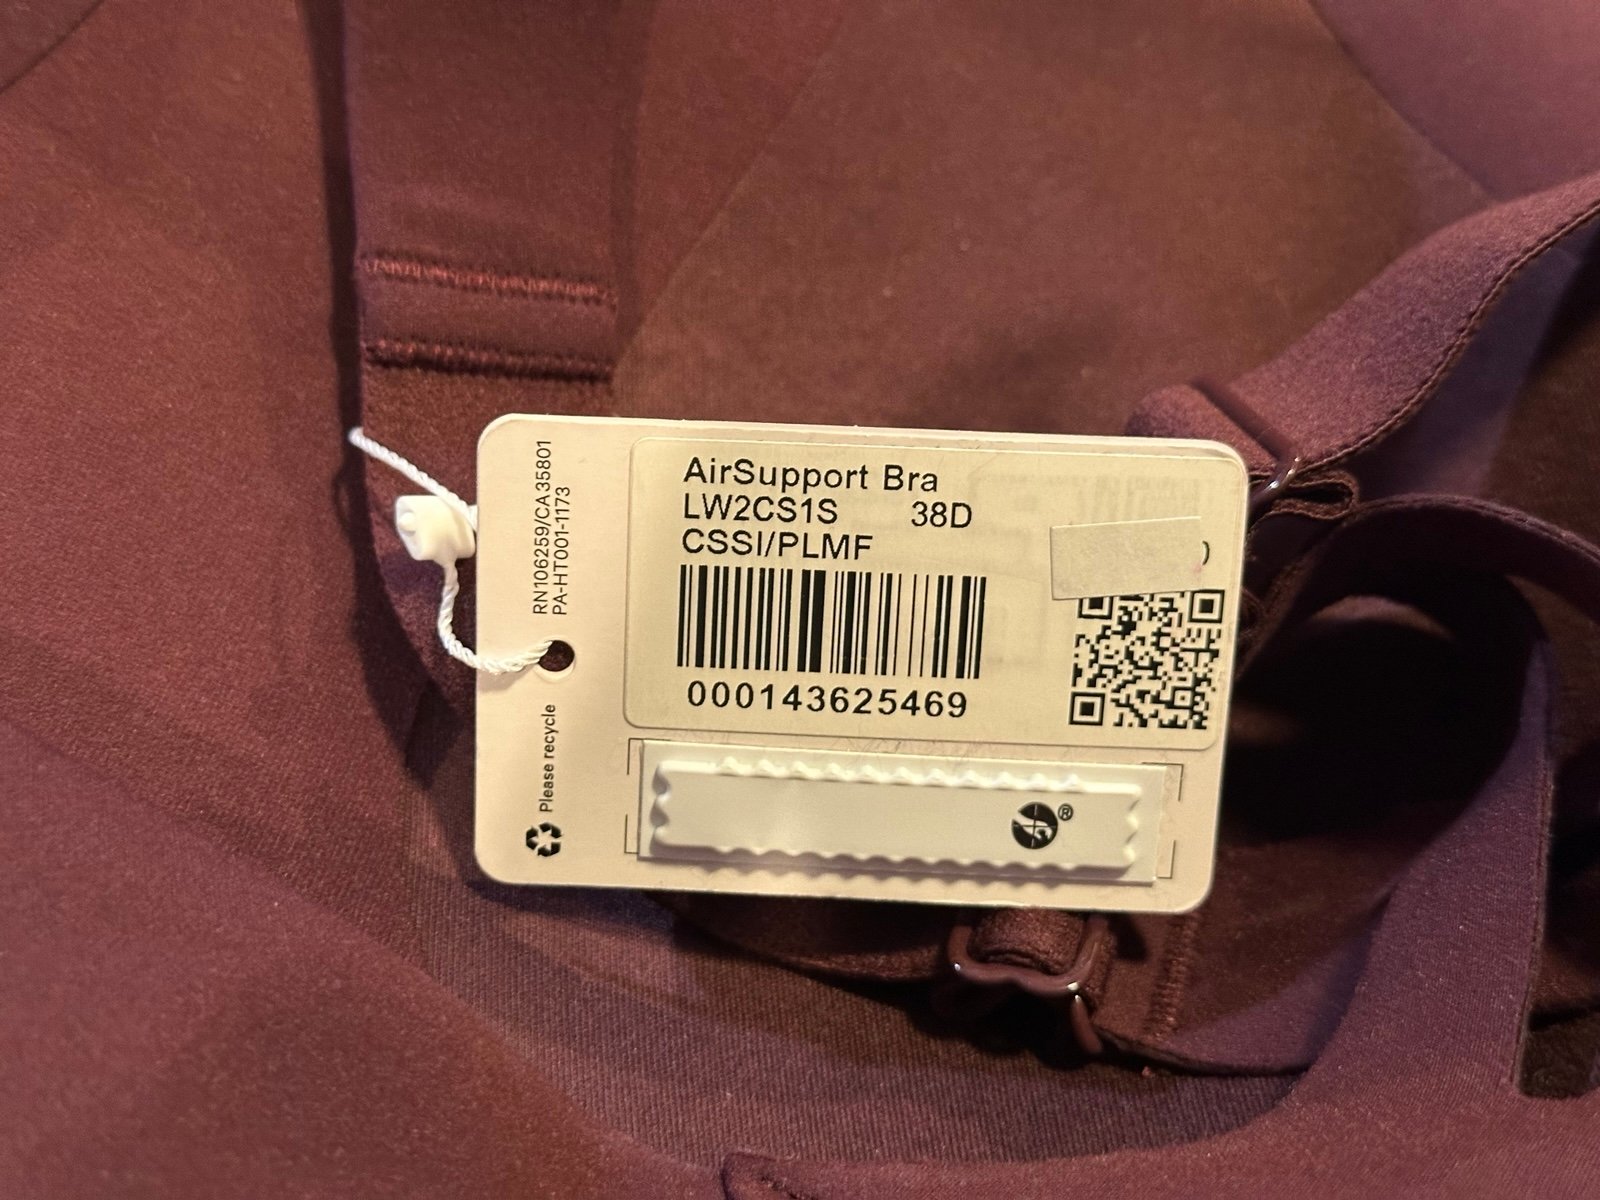 RN106259/CA35801
PA-HT001-1173
Please recycle
AirSupport Bra
LW2CS1S 38D
CSSI/PLMF
000143625469
®